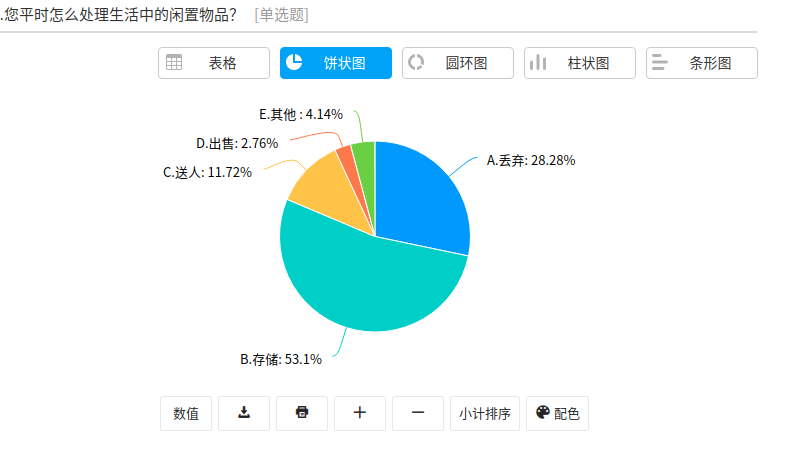 .您平时怎么处理生活中的闲置物品? [单选题]
表格 饼状图 圆环图 柱状图 条形图
E.其他 : 4.14%
D.出售: 2.76%
A.丢弃: 28.28%
C.送人: 11.72%
B.存储: 53.1%
数值 小计排序 配色